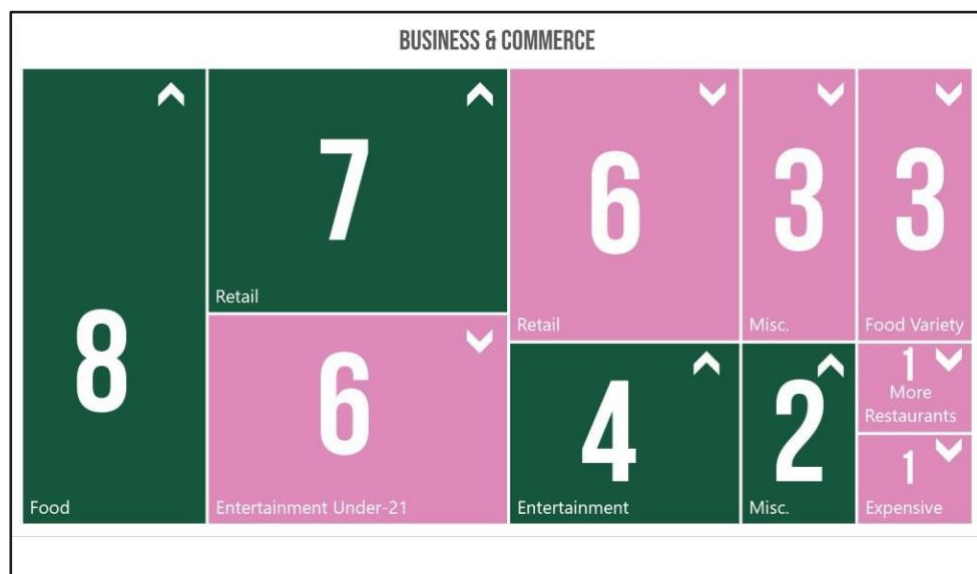 BUSINESS & COMMERCE
8
Food
7
Retail
6
Entertainment Under-21
6
Retail
3
Misc.
3
Food Variety
4
Entertainment
2
Misc.
1
More
Restaurants
1
Expensive